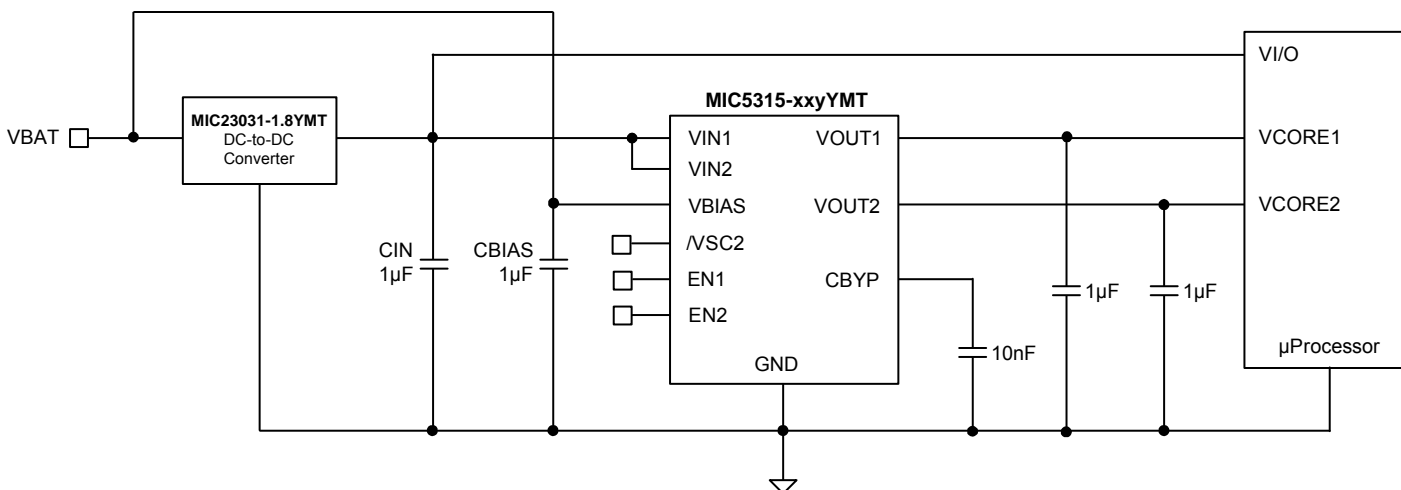 VI/O
MIC5315-xxyYMT
MIC23031-1.8YMT
DC-to-DC
Converter
VBAT
VIN1
VOUT1
VCORE1
VIN2
VBIAS
VOUT2
VCORE2
/VSC2
CIN
1µF
CBIAS
1µF
EN1
CBYP
1µF
1µF
EN2
10nF
µProcessor
GND